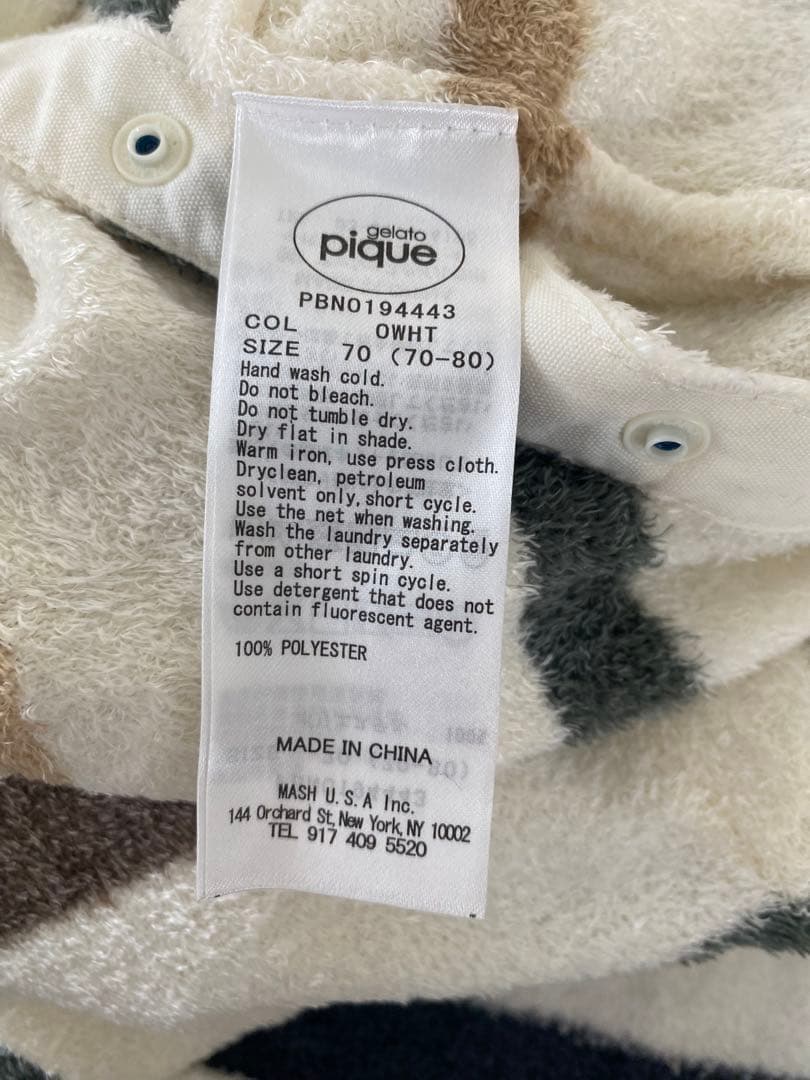 gelato
pique
PBN0194443
COL OWHT
SIZE 70 (70-80)
Hand wash cold.
Do not bleach.
Do not tumble dry.
Dry flat in shade.
Warm iron, use press cloth.
Dryclean, petroleum
solvent only, short cycle.
Use the net when washing.
Wash the laundry separately
from other laundry.
Use a short spin cycle.
Use detergent that does not
contain fluorescent agent.
100% POLYESTER
MADE IN CHINA
MASH U.S.A Inc.
144 Orchard St, New York, NY 10002
TEL 917 409 5520